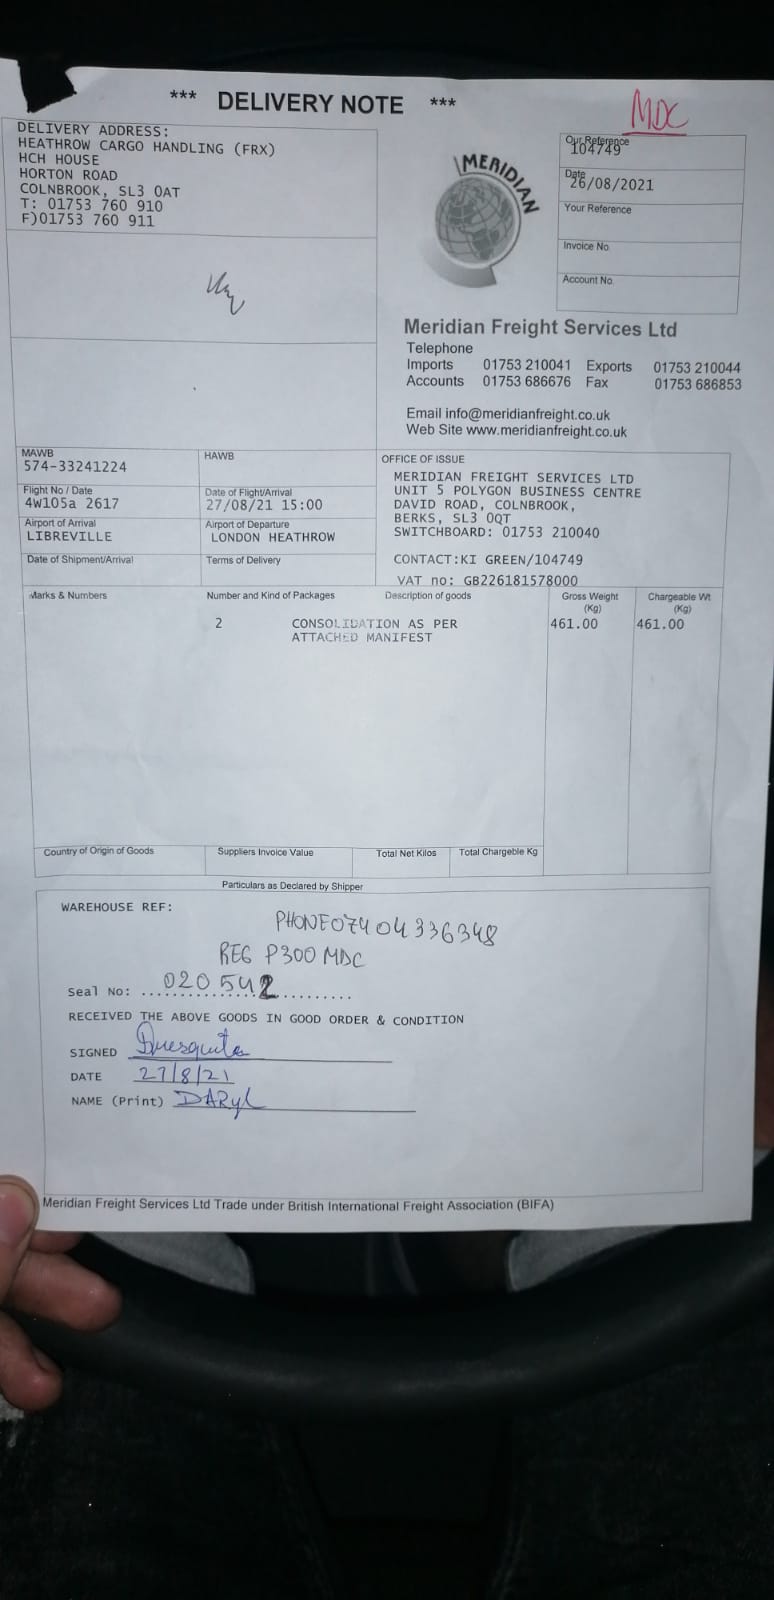 *** DELIVERY NOTE ***
MDC
DELIVERY ADDRESS:
HEATHROW CARGO HANDLING (FRX)
HCH HOUSE
HORTON ROAD
COLNBROOK, SL3 0AT
T: 01753 760 910
F)01753 760 911
MERIDIAN
Our Reference
104749
Date
26/08/2021
Your Reference
Invoice No.
Account No.
Meridian Freight Services Ltd
Telephone
Imports 01753 210041 Exports 01753 210044
Accounts 01753 686676 Fax 01753 686853
Email info@meridianfreight.co.uk
Web Site www.meridianfreight.co.uk
MAWB
574-33241224
HAWB
Flight No / Date
4W105a 2617
Date of Flight/Arrival
27/08/21 15:00
Airport of Arrival
LIBREVILLE
Airport of Departure
LONDON HEATHROW
Date of Shipment/Arrival
Terms of Delivery
OFFICE OF ISSUE
MERIDIAN FREIGHT SERVICES LTD
UNIT 5 POLYGON BUSINESS CENTRE
DAVID ROAD, COLNBROOK,
BERKS, SL3 0QT
SWITCHBOARD: 01753 210040
CONTACT:KI GREEN/104749
VAT no: GB226181578000
Marks & Numbers Number and Kind of Packages Description of goods Gross Weight (Kg) Chargeable Wt (Kg)
2 CONSOLIDATION AS PER 461.00 461.00
ATTACHED MANIFEST
Country of Origin of Goods Suppliers Invoice Value Total Net Kilos Total Chargeble Kg
Particulars as Declared by Shipper
WAREHOUSE REF:
PHONE07404336348
REG P300 MDC
Seal No: 020542
RECEIVED THE ABOVE GOODS IN GOOD ORDER & CONDITION
SIGNED
DATE 27/8/21
NAME (Print) DARyL
Meridian Freight Services Ltd Trade under British International Freight Association (BIFA)